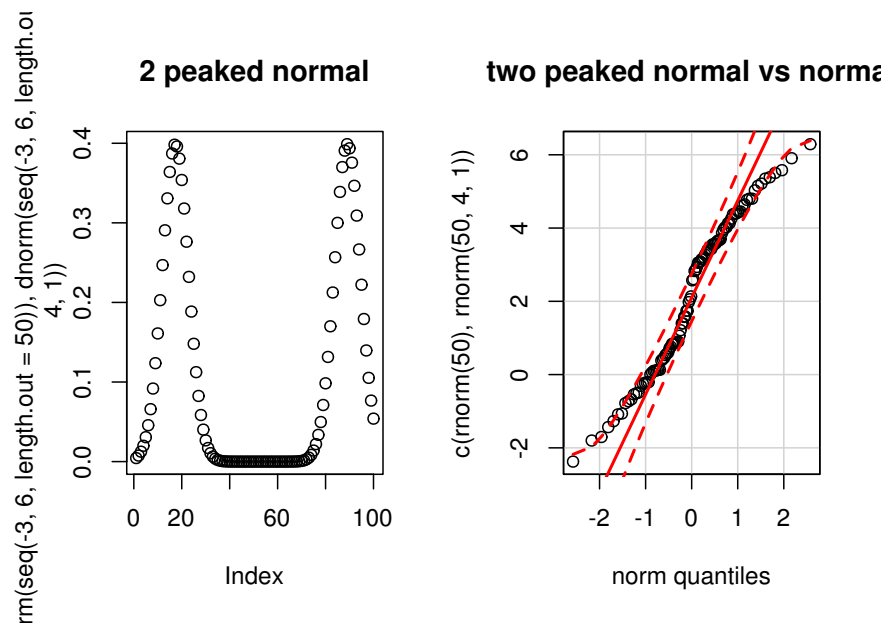 2 peaked normal
rm(seq(-3, 6, length.out = 50)), dnorm(seq(-3, 6, length.ou
4, 1))
0.4
0.3
0.2
0.1
0.0
0 20 60 100
Index
two peaked normal vs norma
c(rnorm(50), rnorm(50, 4, 1))
6
4
2
0
-2
-2 -1 0 1 2
norm quantiles